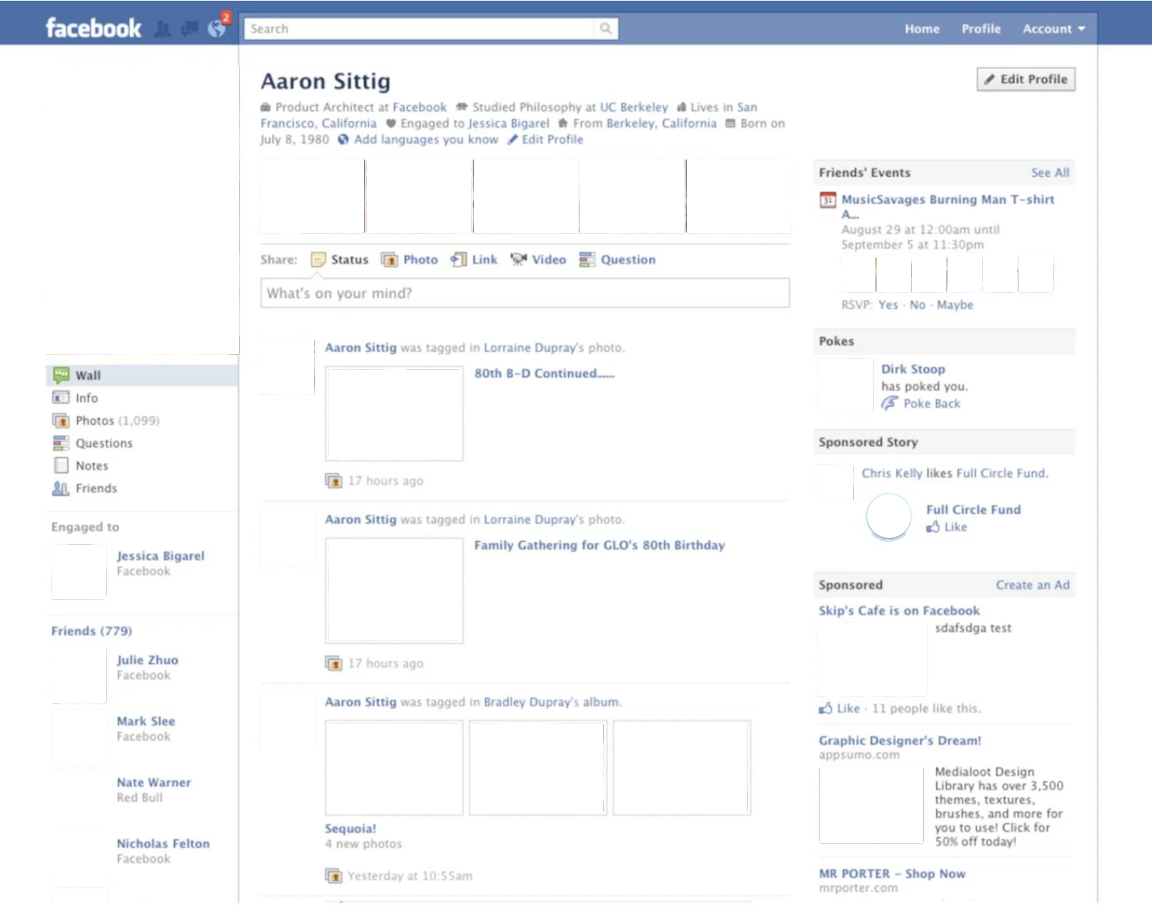 facebook
2
Search
Home Profile Account
Aaron Sittig
Edit Profile
Product Architect at Facebook Studied Philosophy at UC Berkeley Lives in San
Francisco, California Engaged to Jessica Bigarel From Berkeley, California Born on
July 8, 1980 Add languages you know Edit Profile
Share: Status Photo Link Video Question
What's on your mind?
Wall
Info
Photos (1,099)
Questions
Notes
Friends
Engaged to
Jessica Bigarel
Facebook
Friends (779)
Julie Zhuo
Facebook
Mark Slee
Facebook
Nate Warner
Red Bull
Nicholas Felton
Facebook
Aaron Sittig was tagged in Lorraine Dupray's photo.
80th B-D Continued......
17 hours ago
Aaron Sittig was tagged in Lorraine Dupray's photo.
Family Gathering for GLO's 80th Birthday
17 hours ago
Aaron Sittig was tagged in Bradley Dupray's album.
Sequoia!
4 new photos
Yesterday at 10:55am
Friends' Events See All
31
MusicSavages Burning Man T-shirt
A...
August 29 at 12:00am until
September 5 at 11:30pm
RSVP: Yes · No · Maybe
Pokes
Dirk Stoop
has poked you.
Poke Back
Sponsored Story
Chris Kelly likes Full Circle Fund.
Full Circle Fund
Like
Sponsored Create an Ad
Skip's Cafe is on Facebook
sdafsdga test
Like · 11 people like this.
Graphic Designer's Dream!
appsumo.com
Medialoot Design
Library has over 3,500
themes, textures,
brushes, and more for
you to use! Click for
50% off today!
MR PORTER – Shop Now
mrporter.com